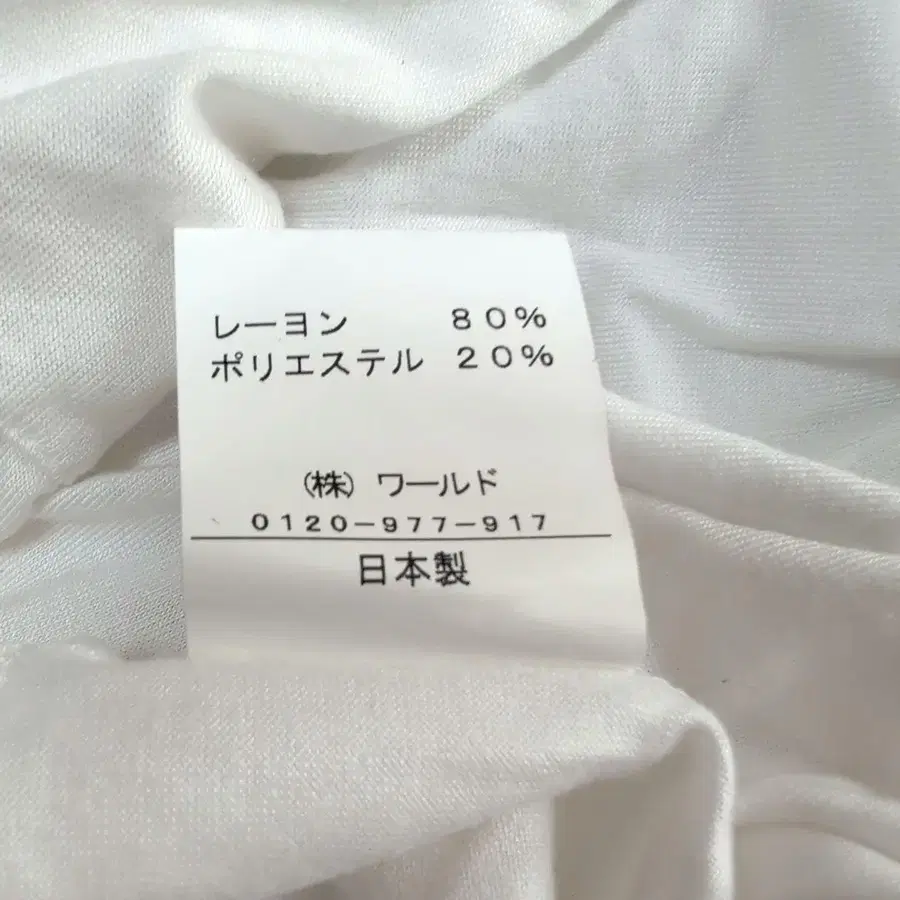 レーヨン 80%
ポリエステル 20%
(株) ワールド
0120-977-917
日本製